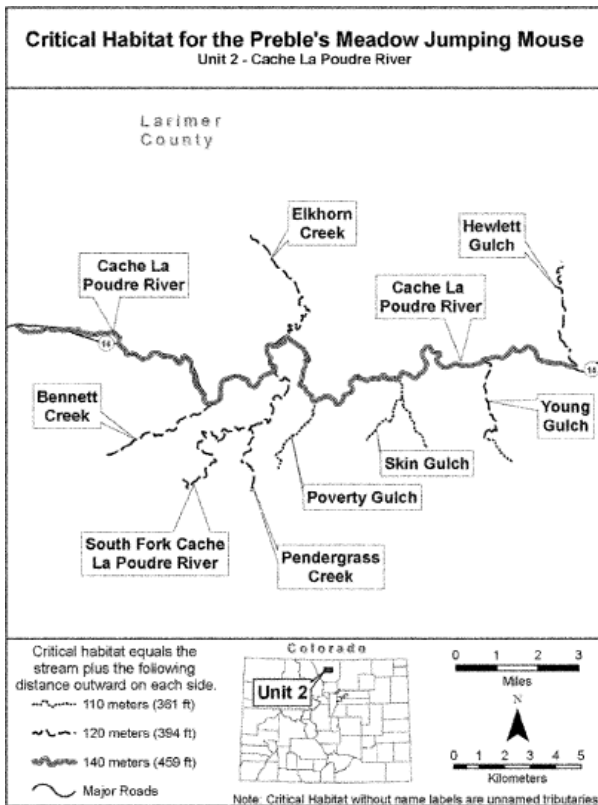 Critical Habitat for the Preble's Meadow Jumping Mouse
Unit 2 - Cache La Poudre River
Larimer
County
Elkhorn
Creek
Hewlett
Gulch
Cache La
Poudre River
Cache La
Poudre River
14
14
Bennett
Creek
Young
Gulch
Skin Gulch
Poverty Gulch
South Fork Cache
La Poudre River
Pendergrass
Creek
Critical habitat equals the
stream plus the following
distance outward on each side.
110 meters (361 ft)
120 meters (394 ft)
140 meters (459 ft)
Major Roads
Colorado
Unit 2
0 1 2 3
Miles
N
0 1 2 3 4 5
Kilometers
Note: Critical Habitat without name labels are unnamed tributaries